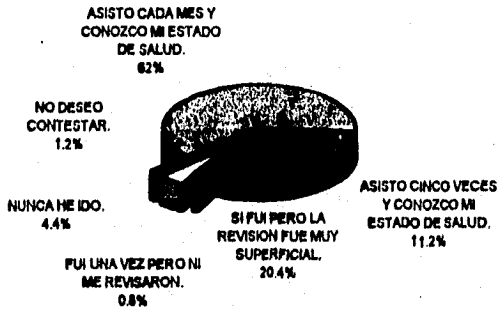 ASISTO CADA MES Y
CONOZCO MI ESTADO
DE SALUD.
62%
NO DESEO
CONTESTAR.
1.2%
NUNCA HE IDO.
4.4%
FUI UNA VEZ PERO NI
ME REVISARON.
0.8%
SI FUI PERO LA
REVISION FUE MUY
SUPERFICIAL.
20.4%
ASISTO CINCO VECES
Y CONOZCO MI
ESTADO DE SALUD.
11.2%